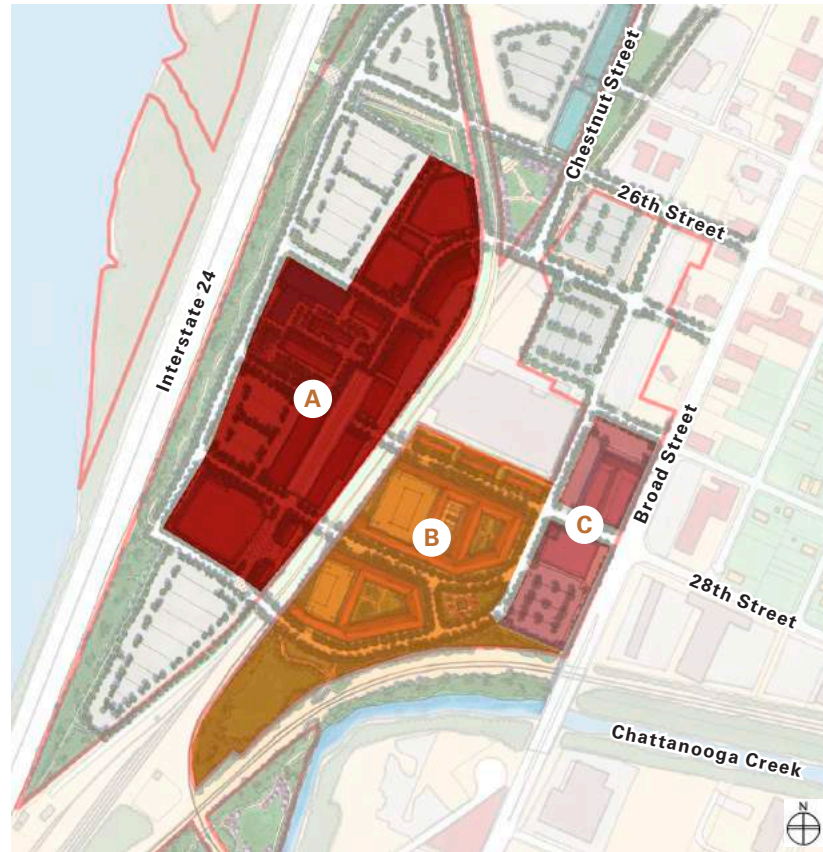 Chestnut Street
26th Street
Interstate 24
A
Broad Street
C
B
28th Street
Chattanooga Creek
N